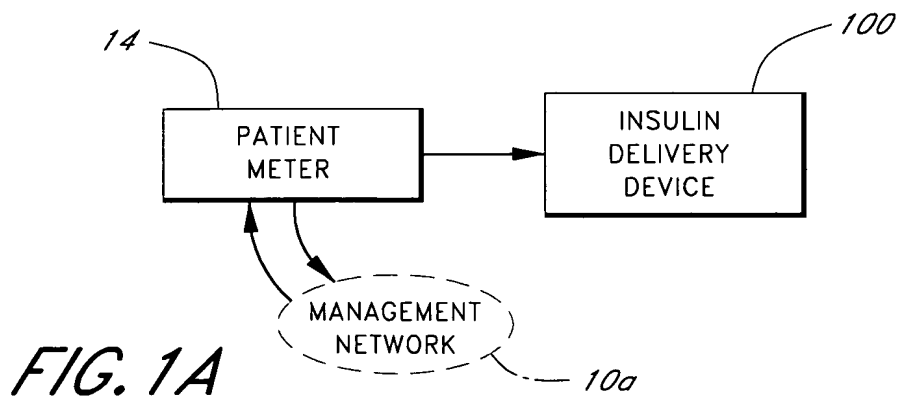 14
100
PATIENT
METER
INSULIN
DELIVERY
DEVICE
MANAGEMENT
NETWORK
10a
FIG. 1A